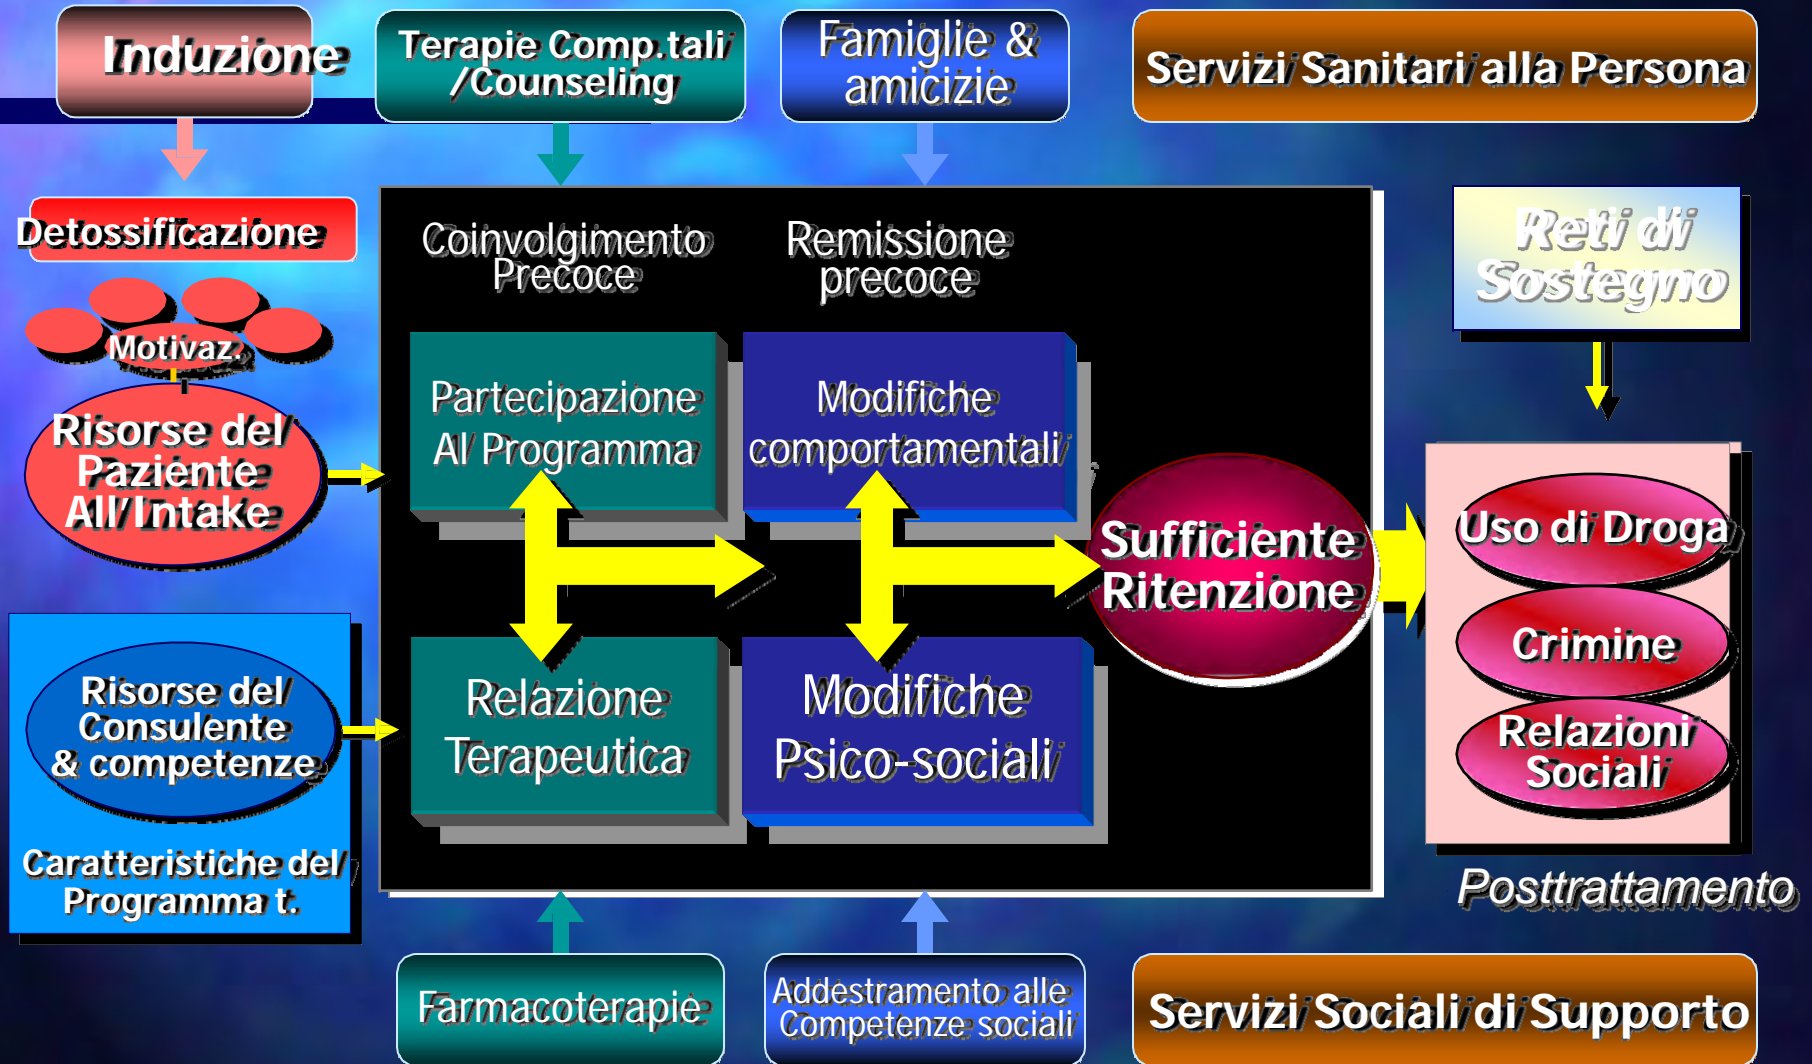 Induzione
Terapie Comp.tali
/Counseling
Famiglie &
amicizie
Servizi Sanitari alla Persona
Detossificazione
Motivaz.
Risorse del
Paziente
All'Intake
Risorse del
Consulente
& competenze
Caratteristiche del
Programma t.
Coinvolgimento
Precoce
Remissione
precoce
Partecipazione
Al Programma
Modifiche
comportamentali
Relazione
Terapeutica
Modifiche
Psico-sociali
Sufficiente
Ritenzione
Reti di
Sostegno
Uso di Droga
Crimine
Relazioni
Sociali
Posttrattamento
Farmacoterapie
Addestramento alle
Competenze sociali
Servizi Sociali di Supporto